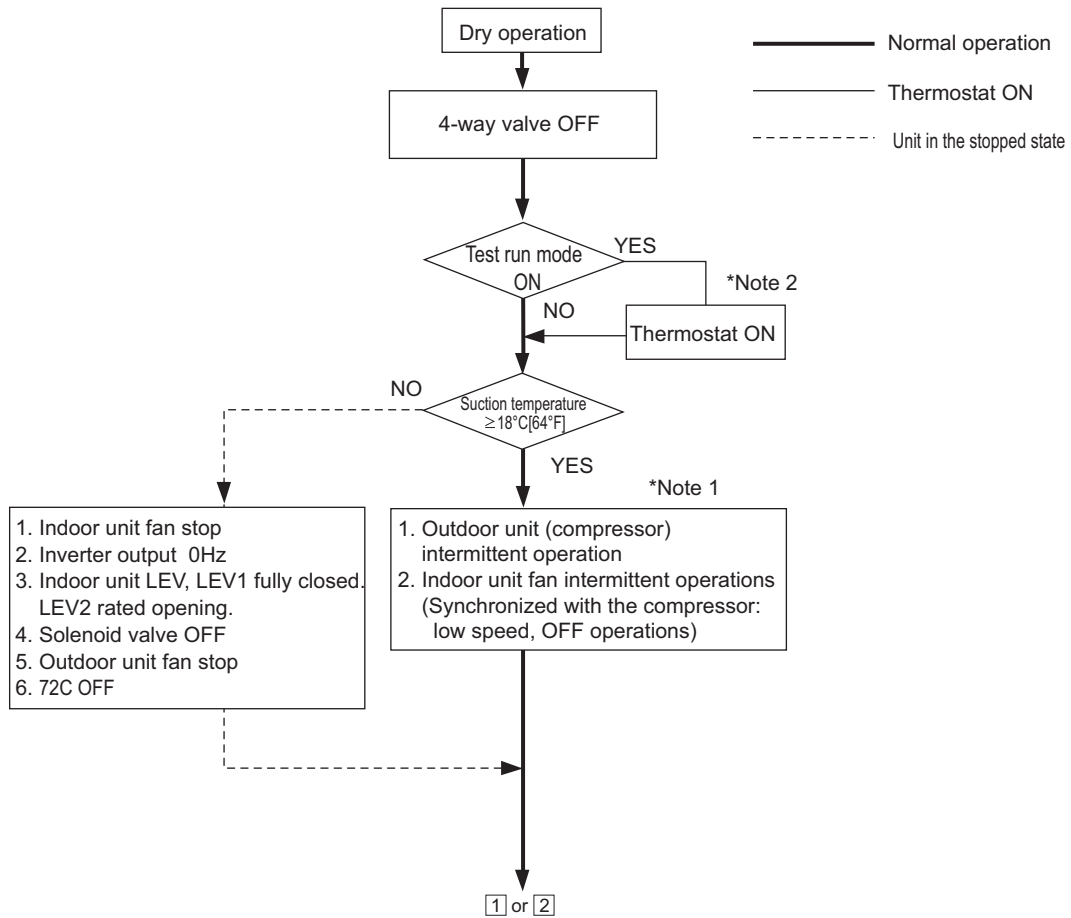 Dry operation
Normal operation
Thermostat ON
Unit in the stopped state
4-way valve OFF
Test run mode
ON
YES
*Note 2
NO
Thermostat ON
NO
Suction temperature
≥18°C[64°F]
YES
*Note 1
1. Indoor unit fan stop
2. Inverter output 0Hz
3. Indoor unit LEV, LEV1 fully closed.
LEV2 rated opening.
4. Solenoid valve OFF
5. Outdoor unit fan stop
6. 72C OFF
1. Outdoor unit (compressor)
intermittent operation
2. Indoor unit fan intermittent operations
(Synchronized with the compressor:
low speed, OFF operations)
1 or 2